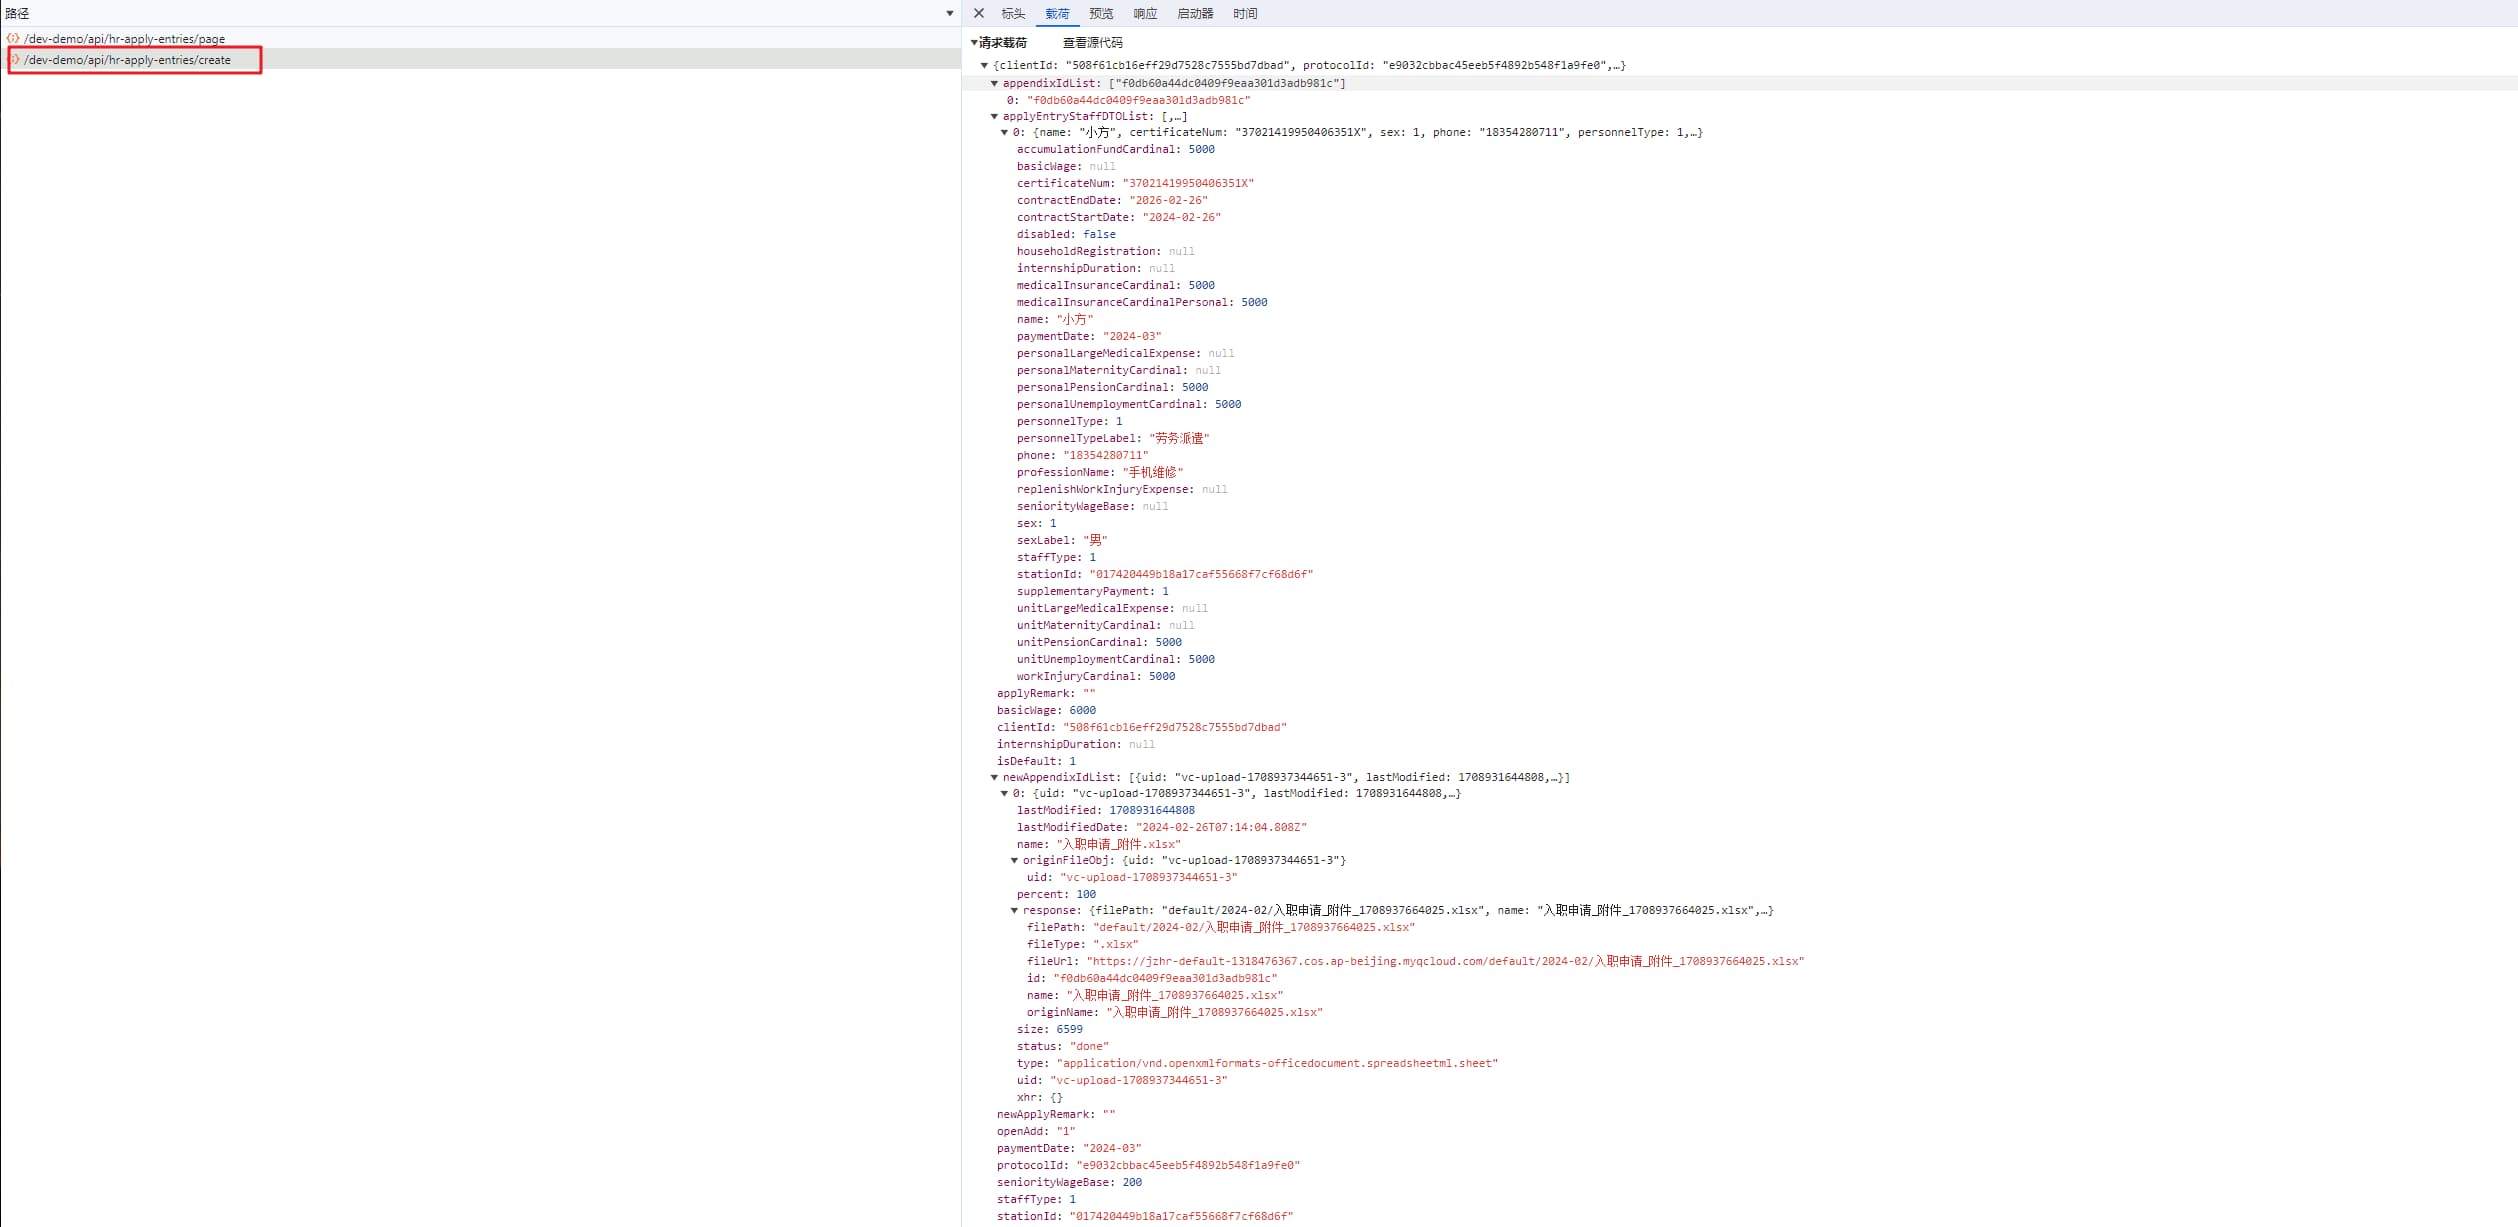 路径
/dev-demo/api/hr-apply-entries/page
/dev-demo/api/hr-apply-entries/create
标头 载荷 预览 响应 启动器 时间
请求载荷 查看源代码
{clientId: "508f61cb16eff29d7528c7555bd7dbad", protocolId: "e9032cbbac45eeb5f4892b548f1a9fe0",…}
appendixIdList: ["f0db60a44dc0409f9eaa301d3adb981c"]
0: "f0db60a44dc0409f9eaa301d3adb981c"
applyEntryStaffDTOList: [,…]
0: {name: "小方", certificateNum: "37021419950406351X", sex: 1, phone: "18354280711", personnelType: 1,…}
accumulationFundCardinal: 5000
basicWage: null
certificateNum: "37021419950406351X"
contractEndDate: "2026-02-26"
contractStartDate: "2024-02-26"
disabled: false
householdRegistration: null
internshipDuration: null
medicalInsuranceCardinal: 5000
medicalInsuranceCardinalPersonal: 5000
name: "小方"
paymentDate: "2024-03"
personalLargeMedicalExpense: null
personalMaternityCardinal: null
personalPensionCardinal: 5000
personalUnemploymentCardinal: 5000
personnelType: 1
personnelTypeLabel: "劳务派遣"
phone: "18354280711"
professionName: "手机维修"
replenishWorkInjuryExpense: null
seniorityWageBase: null
sex: 1
sexLabel: "男"
staffType: 1
stationId: "017420449b18a17caf55668f7cf68d6f"
supplementaryPayment: 1
unitLargeMedicalExpense: null
unitMaternityCardinal: null
unitPensionCardinal: 5000
unitUnemploymentCardinal: 5000
workInjuryCardinal: 5000
applyRemark: ""
basicWage: 6000
clientId: "508f61cb16eff29d7528c7555bd7dbad"
internshipDuration: null
isDefault: 1
newAppendixIdList: [{uid: "vc-upload-1708937344651-3", lastModified: 1708931644808,…}]
0: {uid: "vc-upload-1708937344651-3", lastModified: 1708931644808,…}
lastModified: 1708931644808
lastModifiedDate: "2024-02-26T07:14:04.808Z"
name: "入职申请_附件.xlsx"
originFileObj: {uid: "vc-upload-1708937344651-3"}
uid: "vc-upload-1708937344651-3"
percent: 100
response: {filePath: "default/2024-02/入职申请_附件_1708937664025.xlsx", name: "入职申请_附件_1708937664025.xlsx",…}
filePath: "default/2024-02/入职申请_附件_1708937664025.xlsx"
fileType: ".xlsx"
fileUrl: "https://jzhr-default-1318476367.cos.ap-beijing.myqcloud.com/default/2024-02/入职申请_附件_1708937664025.xlsx"
id: "f0db60a44dc0409f9eaa301d3adb981c"
name: "入职申请_附件_1708937664025.xlsx"
originName: "入职申请_附件_1708937664025.xlsx"
size: 6599
status: "done"
type: "application/vnd.openxmlformats-officedocument.spreadsheetml.sheet"
uid: "vc-upload-1708937344651-3"
xhr: {}
newApplyRemark: ""
openAdd: "1"
paymentDate: "2024-03"
protocolId: "e9032cbbac45eeb5f4892b548f1a9fe0"
seniorityWageBase: 200
staffType: 1
stationId: "017420449b18a17caf55668f7cf68d6f"